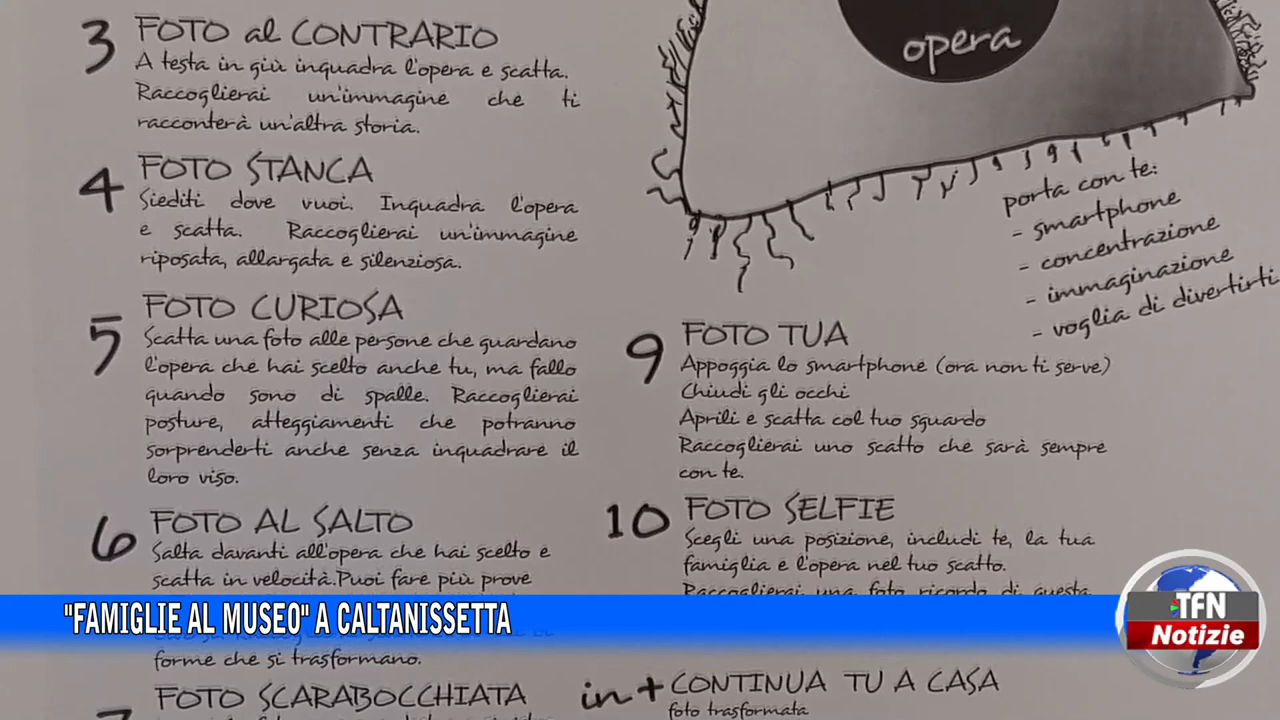 3 FOTO al CONTRARIO
A testa in giù inquadra l'opera e scatta.
Raccoglierai un'immagine che ti
racconterà un'altra storia.
4 FOTO STANCA
Siediti dove vuoi. Inquadra l'opera
e scatta. Raccoglierai un'immagine
riposata, allargata e silenziosa.
5 FOTO CURIOSA
Scatta una foto alle persone che guardano
l'opera che hai scelto anche tu, ma fallo
quando sono di spalle. Raccoglierai
posture, atteggiamenti che potranno
sorprenderti anche senza inquadrare il
loro viso.
6 FOTO AL SALTO
Salta davanti all'opera che hai scelto e
scatta in velocità.Puoi fare più prove
forme che si trasformano.
FOTO SCARABOCCHIATA
opera
porta con te:
- smartphone
- concentrazione
- immaginazione
- voglia di divertirti
9 FOTO TUA
Appoggia lo smartphone (ora non ti serve)
Chiudi gli occhi
Aprili e scatta col tuo sguardo
Raccoglierai uno scatto che sarà sempre
con te.
10 FOTO SELFIE
Scegli una posizione, includi te, la tua
famiglia e l'opera nel tuo scatto.
Raccoglierai una foto ricordo di questa
in + CONTINUA TU A CASA
foto trasformata
"FAMIGLIE AL MUSEO" A CALTANISSETTA
TFN
Notizie